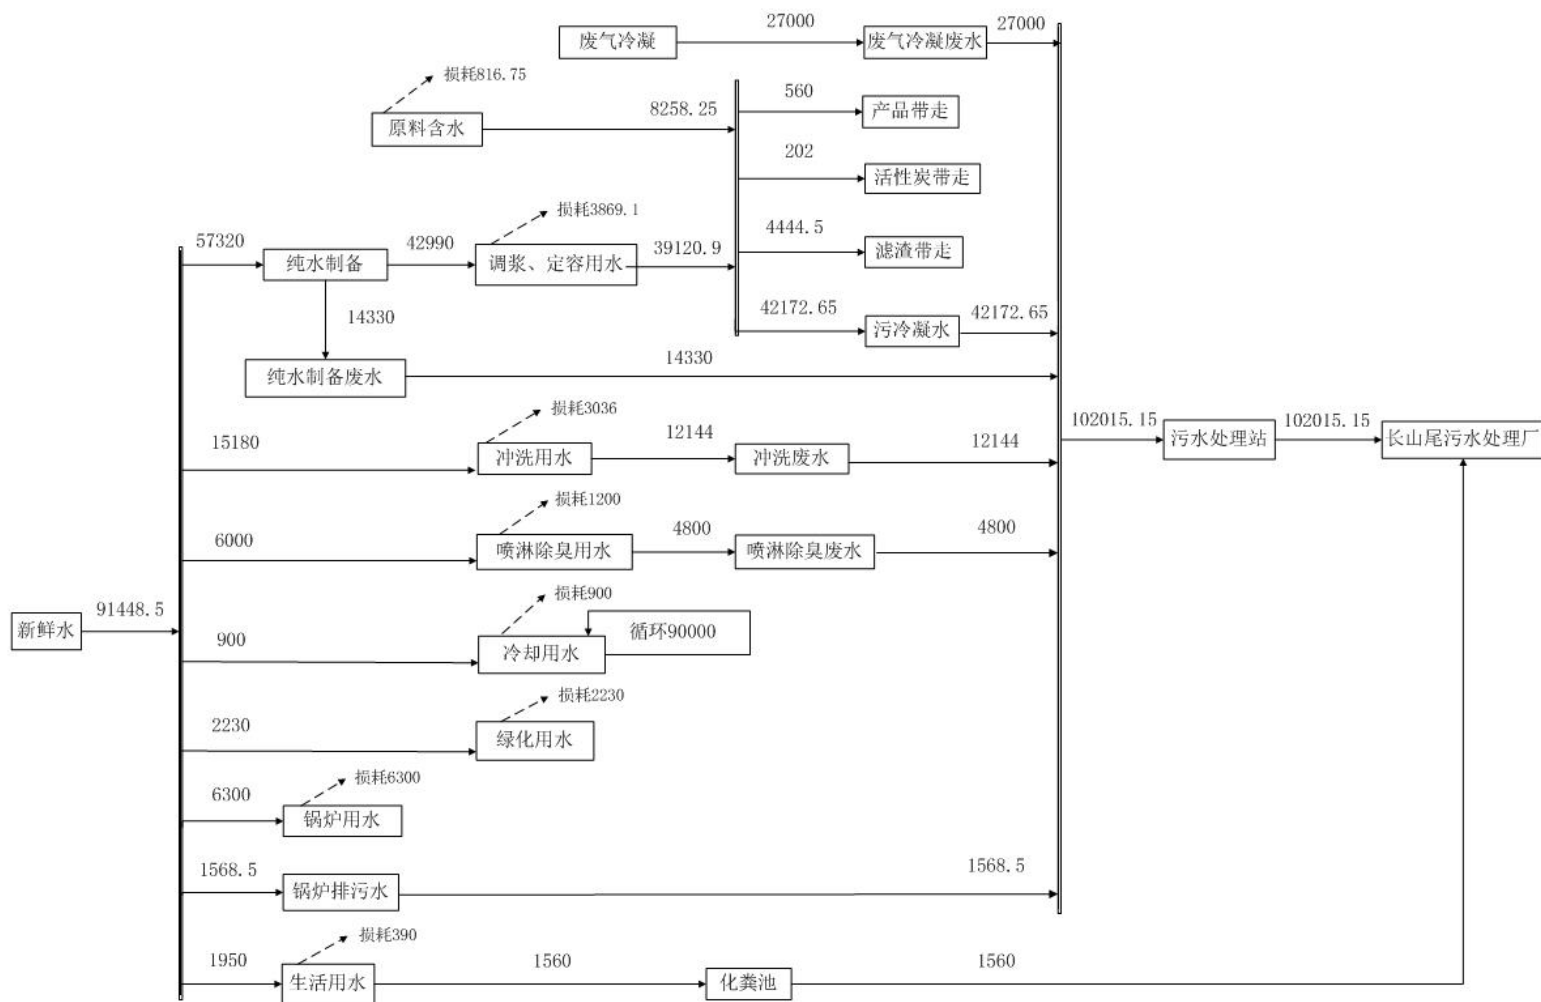 27000
27000
废气冷凝
废气冷凝废水
损耗816.75
560
8258.25
产品带走
原料含水
202
活性炭带走
损耗3869.1
4444.5
57320
42990
39120.9
滤渣带走
纯水制备
调浆、定容用水
42172.65
42172.65
14330
污冷凝水
14330
纯水制备废水
损耗3036
102015.15
102015.15
15180
12144
12144
污水处理站
长山尾污水处理厂
冲洗用水
冲洗废水
损耗1200
6000
4800
4800
喷淋除臭用水
喷淋除臭废水
损耗900
91448.5
新鲜水
900
循环90000
冷却用水
损耗2230
2230
绿化用水
损耗6300
6300
锅炉用水
1568.5
1568.5
锅炉排污水
损耗390
1950
1560
1560
生活用水
化粪池